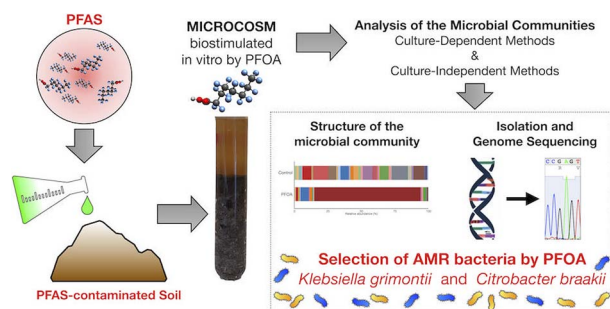 PFAS
PFAS-contaminated Soil
MICROCOSM
biostimulated
in vitro by PFOA
Analysis of the Microbial Communities
Culture-Dependent Methods
&
Culture-Independent Methods
Structure of the
microbial community
Control
PFOA
Relative abundance (%)
Isolation and
Genome Sequencing
C C G A G T
Selection of AMR bacteria by PFOA
Klebsiella grimontii and Citrobacter braakii